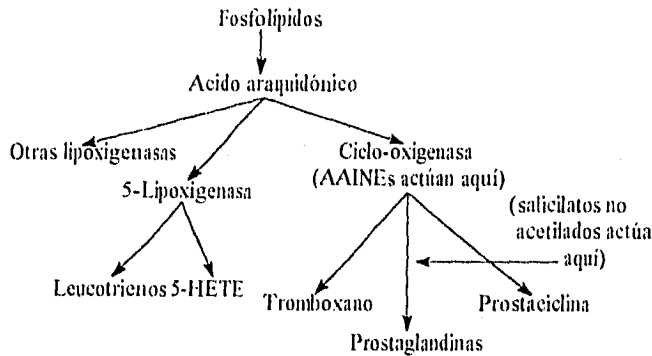 Fosfolípidos
Acido araquidónico
Otras lipoxigenasas
Ciclo-oxigenasa
(AAINEs actúan aquí)
5-Lipoxigenasa
(salicilatos no
acetilados actúa
aquí)
Leucotrienos 5-HETE
Tromboxano
Prostaciclina
Prostaglandinas